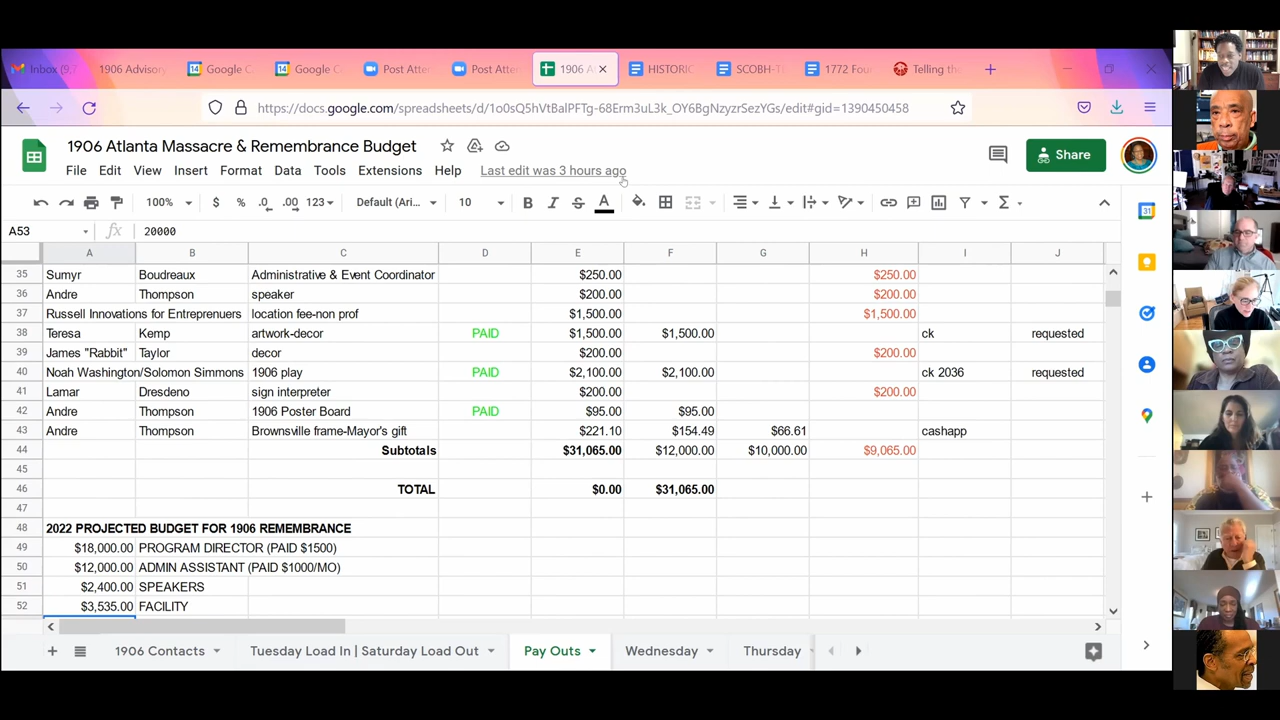 Inbox (9,7
1906 Advisory
Google C
Google C
Post Atte
Post Atte
1906 A
HISTORIC
SCOBH-T
1772 Fou
Telling the
https://docs.google.com/spreadsheets/d/
/edit#gid=1390450458
1906 Atlanta Massacre & Remembrance Budget
Share
File Edit View Insert Format Data Tools Extensions Help Last edit was 3 hours ago
100% $ % .0 .00 123 Default (Ari... 10 B I S A
A53 fx 20000
A B C D E F G H I J
35 Sumyr Boudreaux Administrative & Event Coordinator $250.00 $250.00
36 Andre Thompson speaker $200.00 $200.00
37 Russell Innovations for Entreprenuers location fee-non prof $1,500.00 $1,500.00
38 Teresa Kemp artwork-decor PAID $1,500.00 $1,500.00 ck requested
39 James "Rabbit" Taylor decor $200.00 $200.00
40 Noah Washington/Solomon Simmons 1906 play PAID $2,100.00 $2,100.00 ck 2036 requested
41 Lamar Dresdeno sign interpreter $200.00 $200.00
42 Andre Thompson 1906 Poster Board PAID $95.00 $95.00
43 Andre Thompson Brownsville frame-Mayor's gift $221.10 $154.49 $66.61 cashapp
44 Subtotals $31,065.00 $12,000.00 $10,000.00 $9,065.00
45
46 TOTAL $0.00 $31,065.00
47
48 2022 PROJECTED BUDGET FOR 1906 REMEMBRANCE
49 $18,000.00 PROGRAM DIRECTOR (PAID $1500)
50 $12,000.00 ADMIN ASSISTANT (PAID $1000/MO)
51 $2,400.00 SPEAKERS
52 $3,535.00 FACILITY
1906 Contacts Tuesday Load In | Saturday Load Out Pay Outs Wednesday Thursday